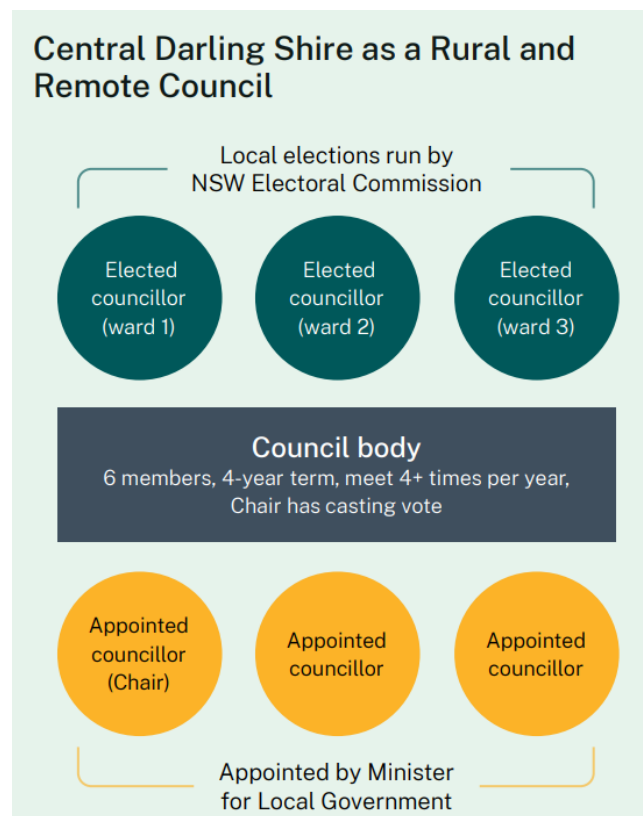 Central Darling Shire as a Rural and
Remote Council
Local elections run by
NSW Electoral Commission
Elected
councillor
(ward 1)
Elected
councillor
(ward 2)
Elected
councillor
(ward 3)
Council body
6 members, 4-year term, meet 4+ times per year,
Chair has casting vote
Appointed
councillor
(Chair)
Appointed
councillor
Appointed
councillor
Appointed by Minister
for Local Government